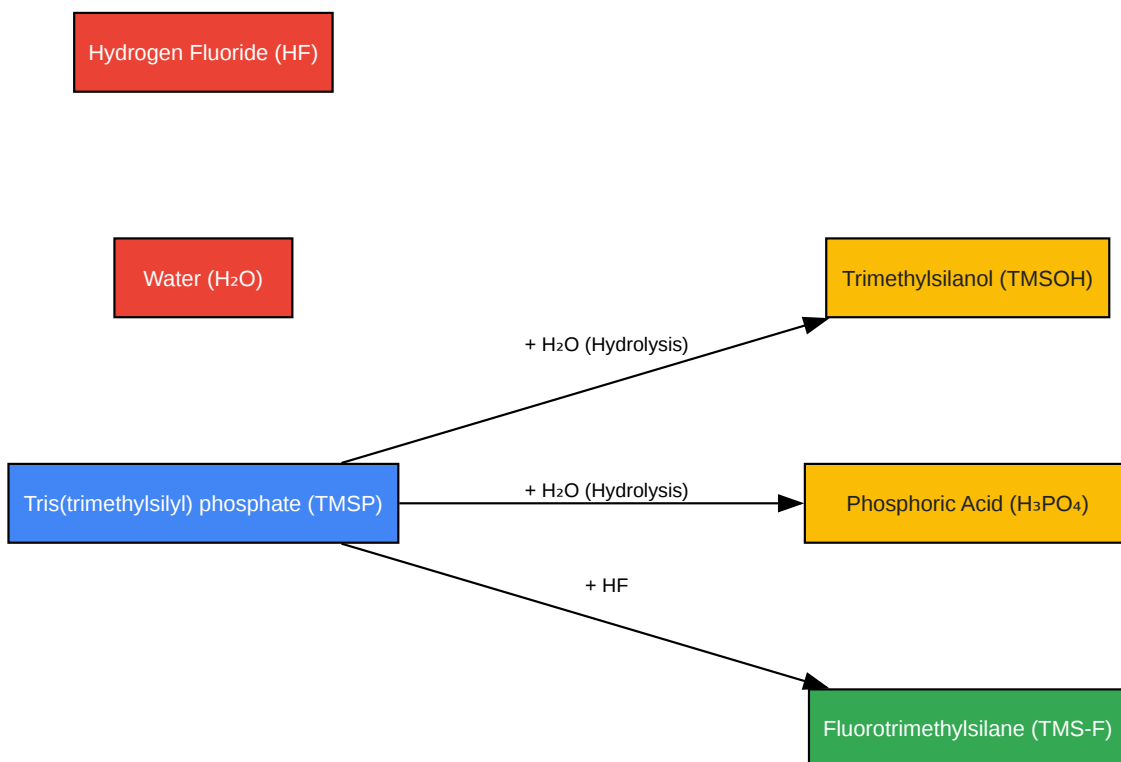 Hydrogen Fluoride (HF)
Water (H₂O)
Trimethylsilanol (TMSOH)
+ H₂O (Hydrolysis)
Tris(trimethylsilyl) phosphate (TMSP)
+ H₂O (Hydrolysis)
Phosphoric Acid (H₃PO₄)
+ HF
Fluorotrimethylsilane (TMS-F)